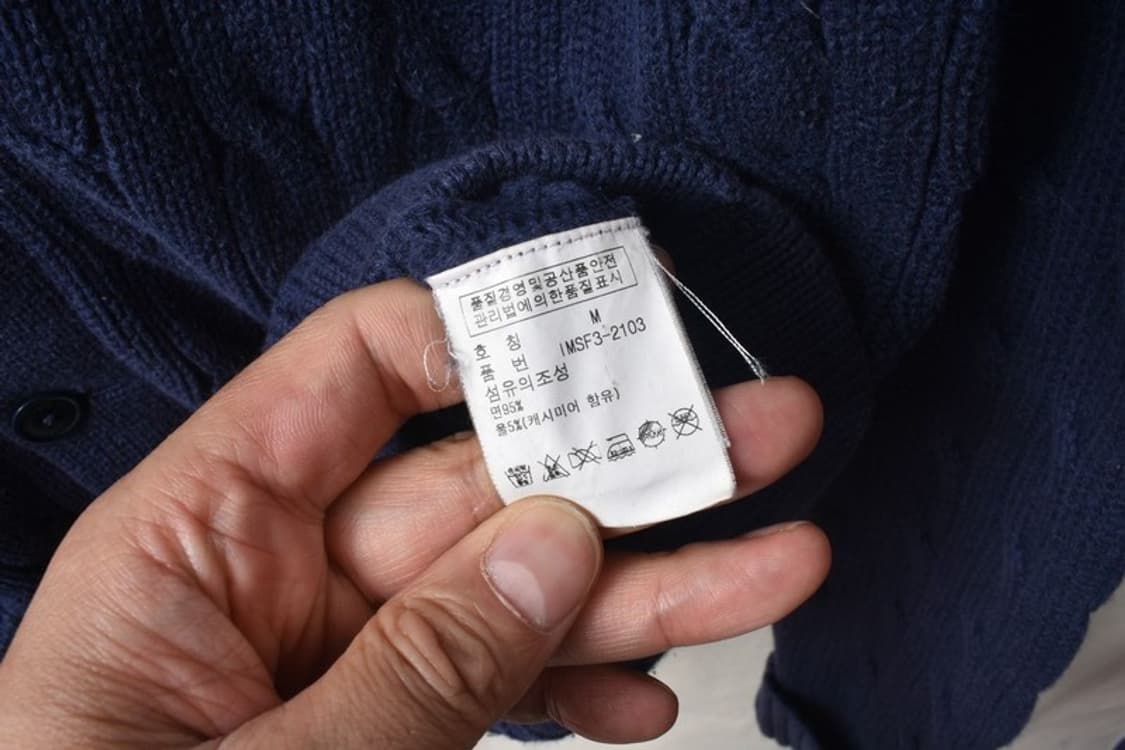 품질경영및공산품안전
관리법에의한품질표시
호 칭 M
품 번 IMSF3-2103
섬유의조성
면95%
울5%(캐시미어 함유)